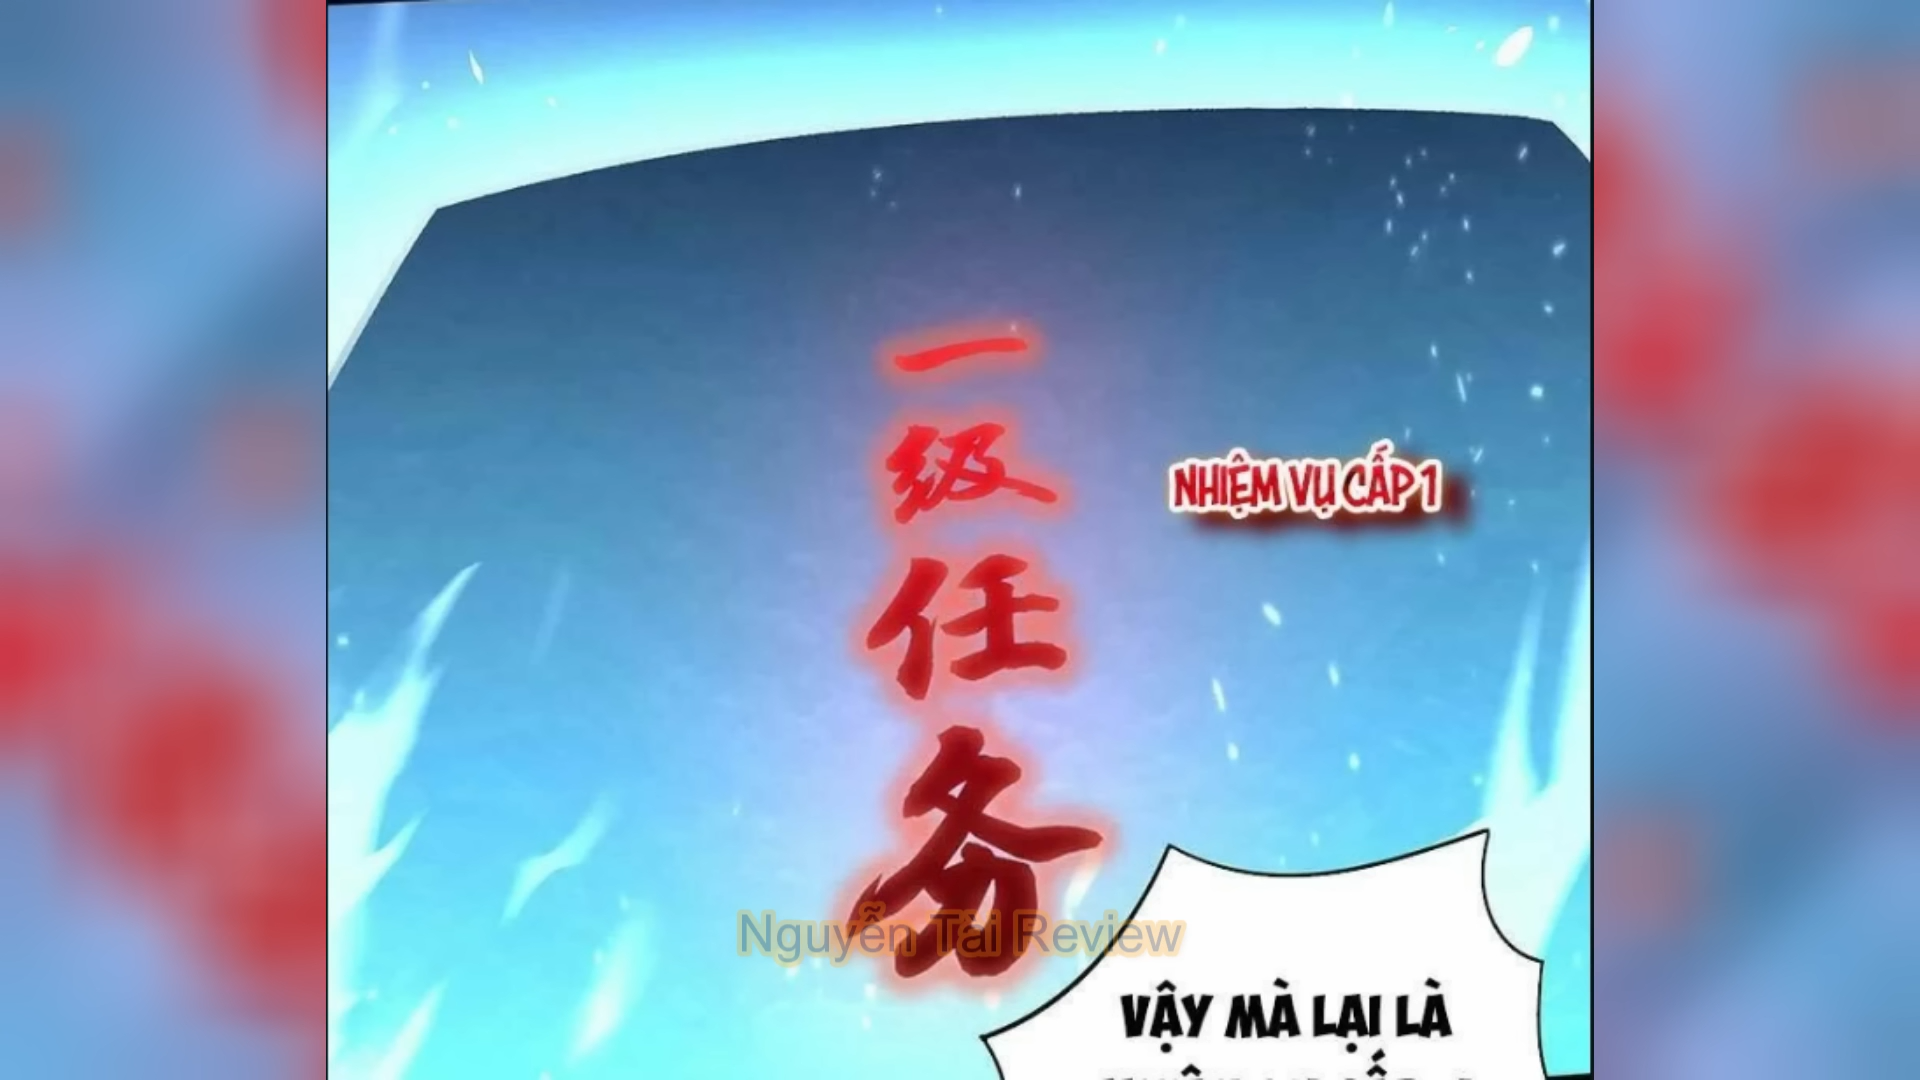 一级任务
NHIỆM VỤ CẤP 1
Nguyễn Tài Review
VẬY MÀ LẠI LÀ